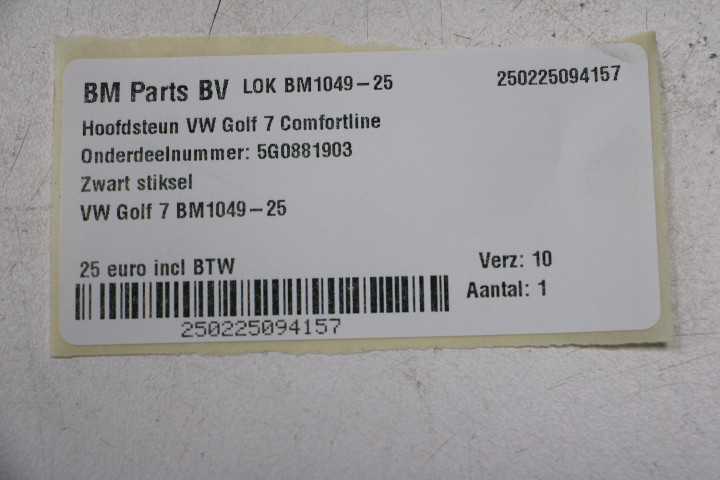 BM Parts BV LOK BM1049-25 250225094157
Hoofdsteun VW Golf 7 Comfortline
Onderdeelnummer: 5G0881903
Zwart stiksel
VW Golf 7 BM1049-25
25 euro incl BTW Verz: 10
Aantal: 1
250225094157